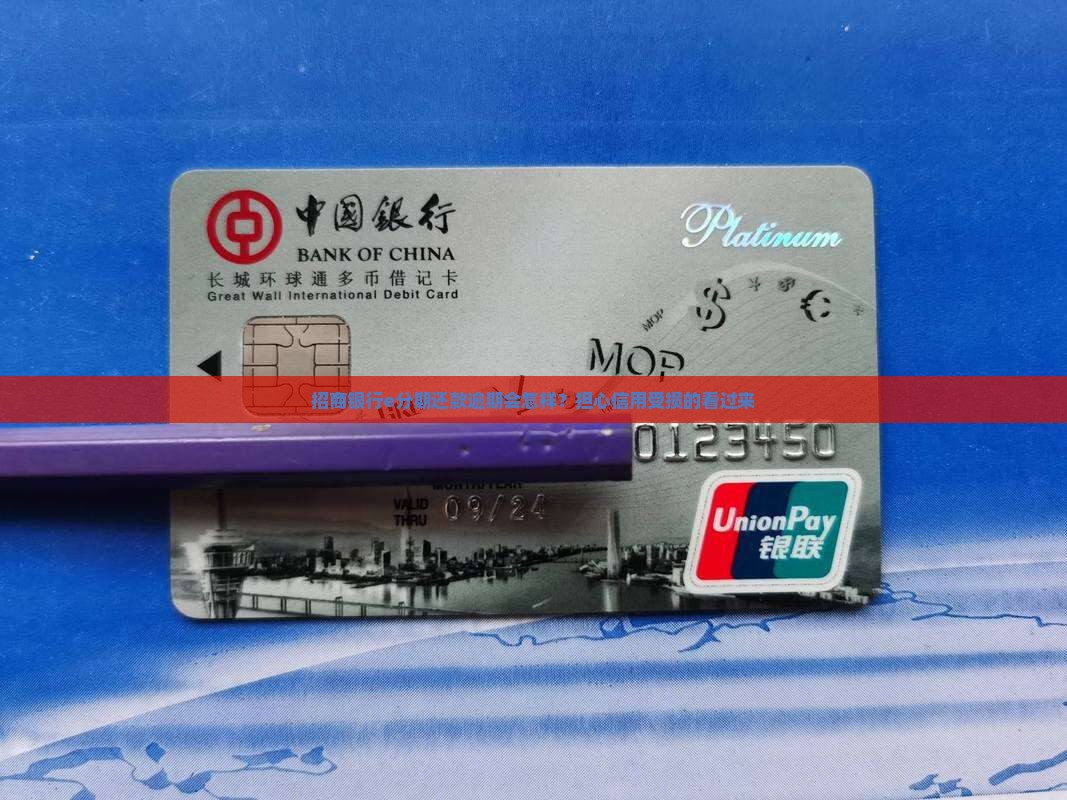 中國銀行
Platinum
BANK OF CHINA
长城环球通多币借记卡
Great Wall International Debit Card
$ ¥ €
MOP
MOP
招商银行e分期还款逾期会怎样？担心信用受损的看过来
0123450
MONTH/YEAR
VALID THRU 09/24
UnionPay
银联